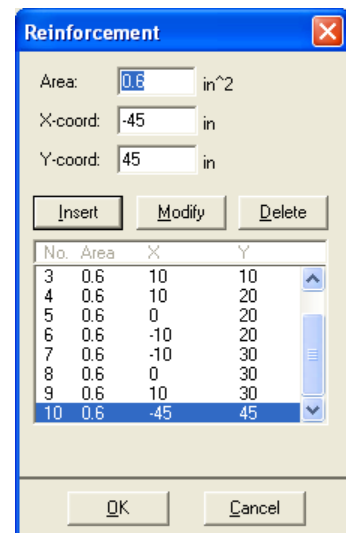 Reinforcement
Area: 0.6 in^2
X-coord: -45 in
Y-coord: 45 in
Insert Modify Delete
No. Area X Y
3 0.6 10 10
4 0.6 10 20
5 0.6 0 20
6 0.6 -10 20
7 0.6 -10 30
8 0.6 0 30
9 0.6 10 30
10 0.6 -45 45
OK Cancel